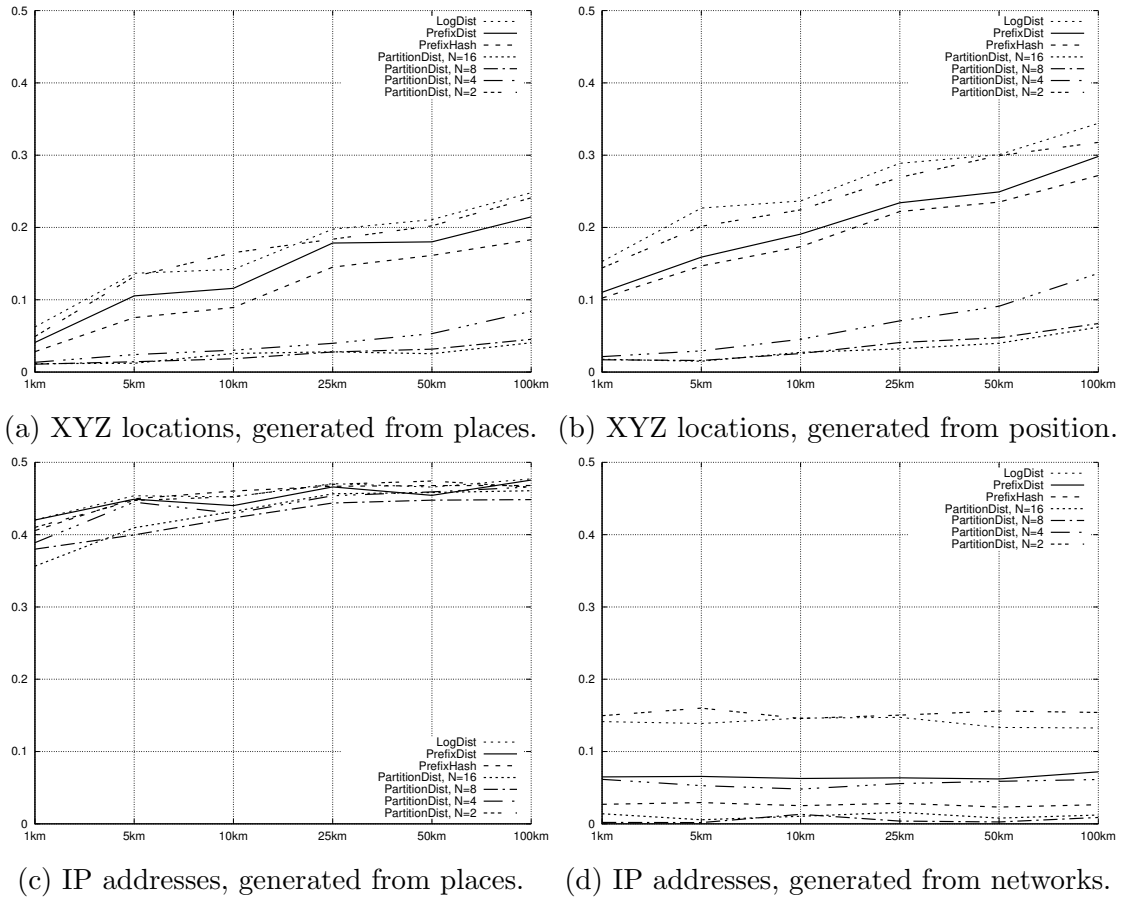 0.5
0.4
0.3
0.2
0.1
0
1km 5km 10km 25km 50km 100km
LogDist
PrefixDist
PrefixHash
PartitionDist, N=16
PartitionDist, N=8
PartitionDist, N=4
PartitionDist, N=2
(a) XYZ locations, generated from places.
0.5
0.4
0.3
0.2
0.1
0
1km 5km 10km 25km 50km 100km
LogDist
PrefixDist
PrefixHash
PartitionDist, N=16
PartitionDist, N=8
PartitionDist, N=4
PartitionDist, N=2
(b) XYZ locations, generated from position.
0.5
0.4
0.3
0.2
0.1
0
1km 5km 10km 25km 50km 100km
LogDist
PrefixDist
PrefixHash
PartitionDist, N=16
PartitionDist, N=8
PartitionDist, N=4
PartitionDist, N=2
(c) IP addresses, generated from places.
0.5
0.4
0.3
0.2
0.1
0
1km 5km 10km 25km 50km 100km
LogDist
PrefixDist
PrefixHash
PartitionDist, N=16
PartitionDist, N=8
PartitionDist, N=4
PartitionDist, N=2
(d) IP addresses, generated from networks.